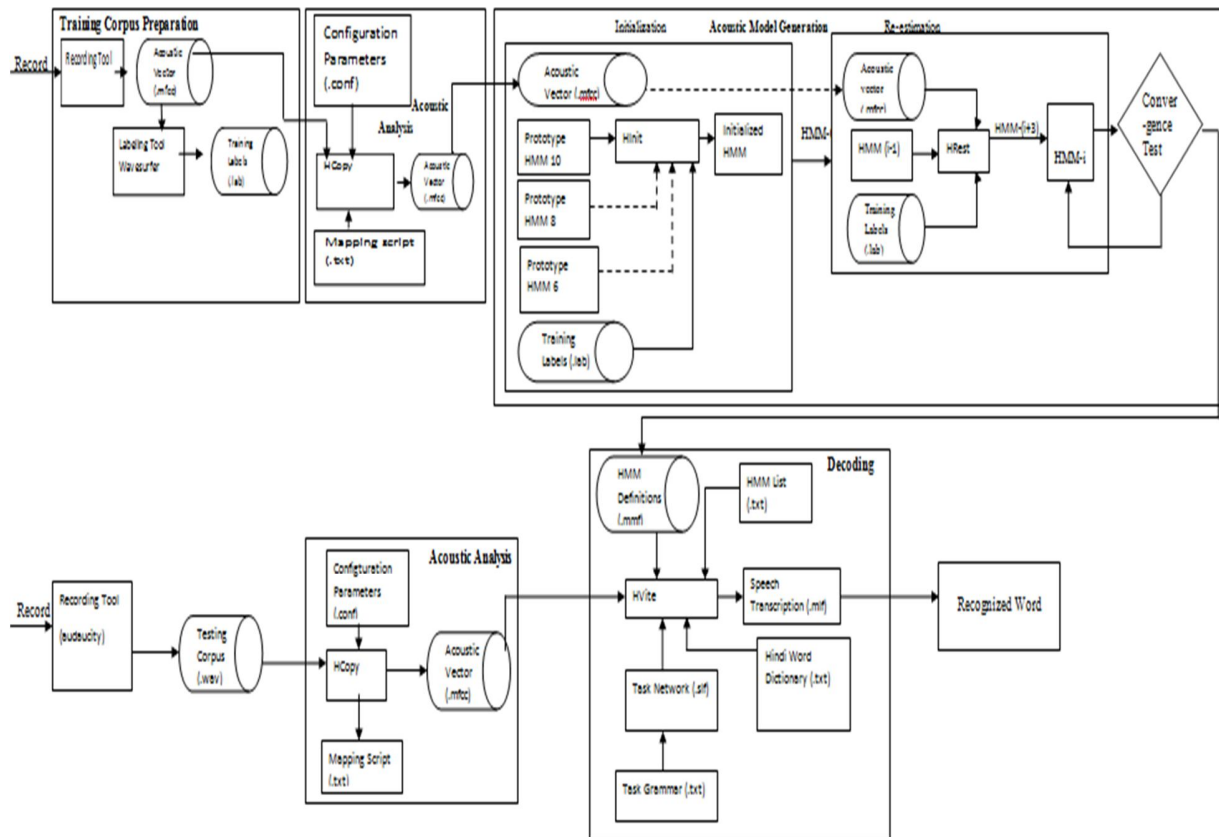 Training Corpus Preparation
Record
Recording Tool
Acoustic
Vector
(.mfcc)
Labeling Tool
Wavesurfer
Training
Labels
(.lab)
Configuration
Parameters
(.conf)
Acoustic
Analysis
HCopy
Acoustic
Vector
(.mfcc)
Mapping script
(.txt)
Initialization
Acoustic Model Generation
Re-estimation
Acoustic
Vector (.mfcc)
Prototype
HMM 10
HInit
Initialized
HMM
Prototype
HMM 8
Prototype
HMM 6
Training
Labels (.lab)
Acoustic
vector
(.mfcc)
HMM (i-1)
HRest
HMM-(i+3)
HMM-i
Training
Labels
(.lab)
Conver
-gence
Test
Decoding
HMM
Definitions
(.mmf)
HMM List
(.txt)
HVite
Speech
Transcription (.mlf)
Recognized Word
Task Network (.slf)
Hindi Word
Dictionary (.txt)
Task Grammar (.txt)
Record
Recording Tool
(audaucity)
Testing
Corpus
(.wav)
Acoustic Analysis
Configturation
Parameters
(.conf)
HCopy
Acoustic
Vector
(.mfcc)
Mapping Script
(.txt)